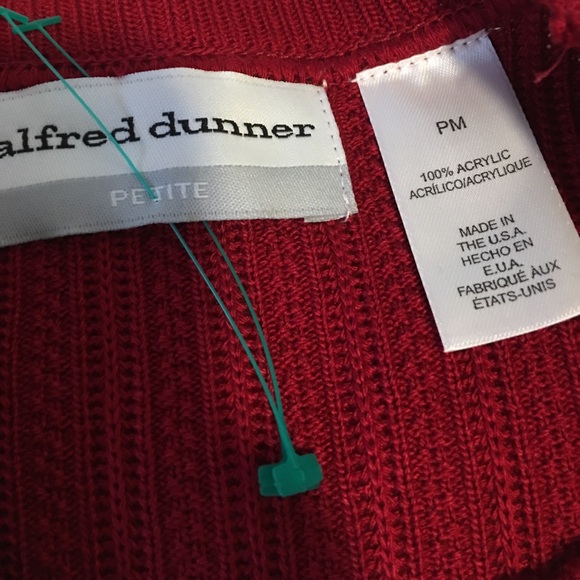 alfred dunner
PETITE
PM
100% ACRYLIC
ACRÍLICO/ACRYLIQUE
MADE IN
THE U.S.A.
HECHO EN
E.U.A.
FABRIQUÉ AUX
ÉTATS-UNIS